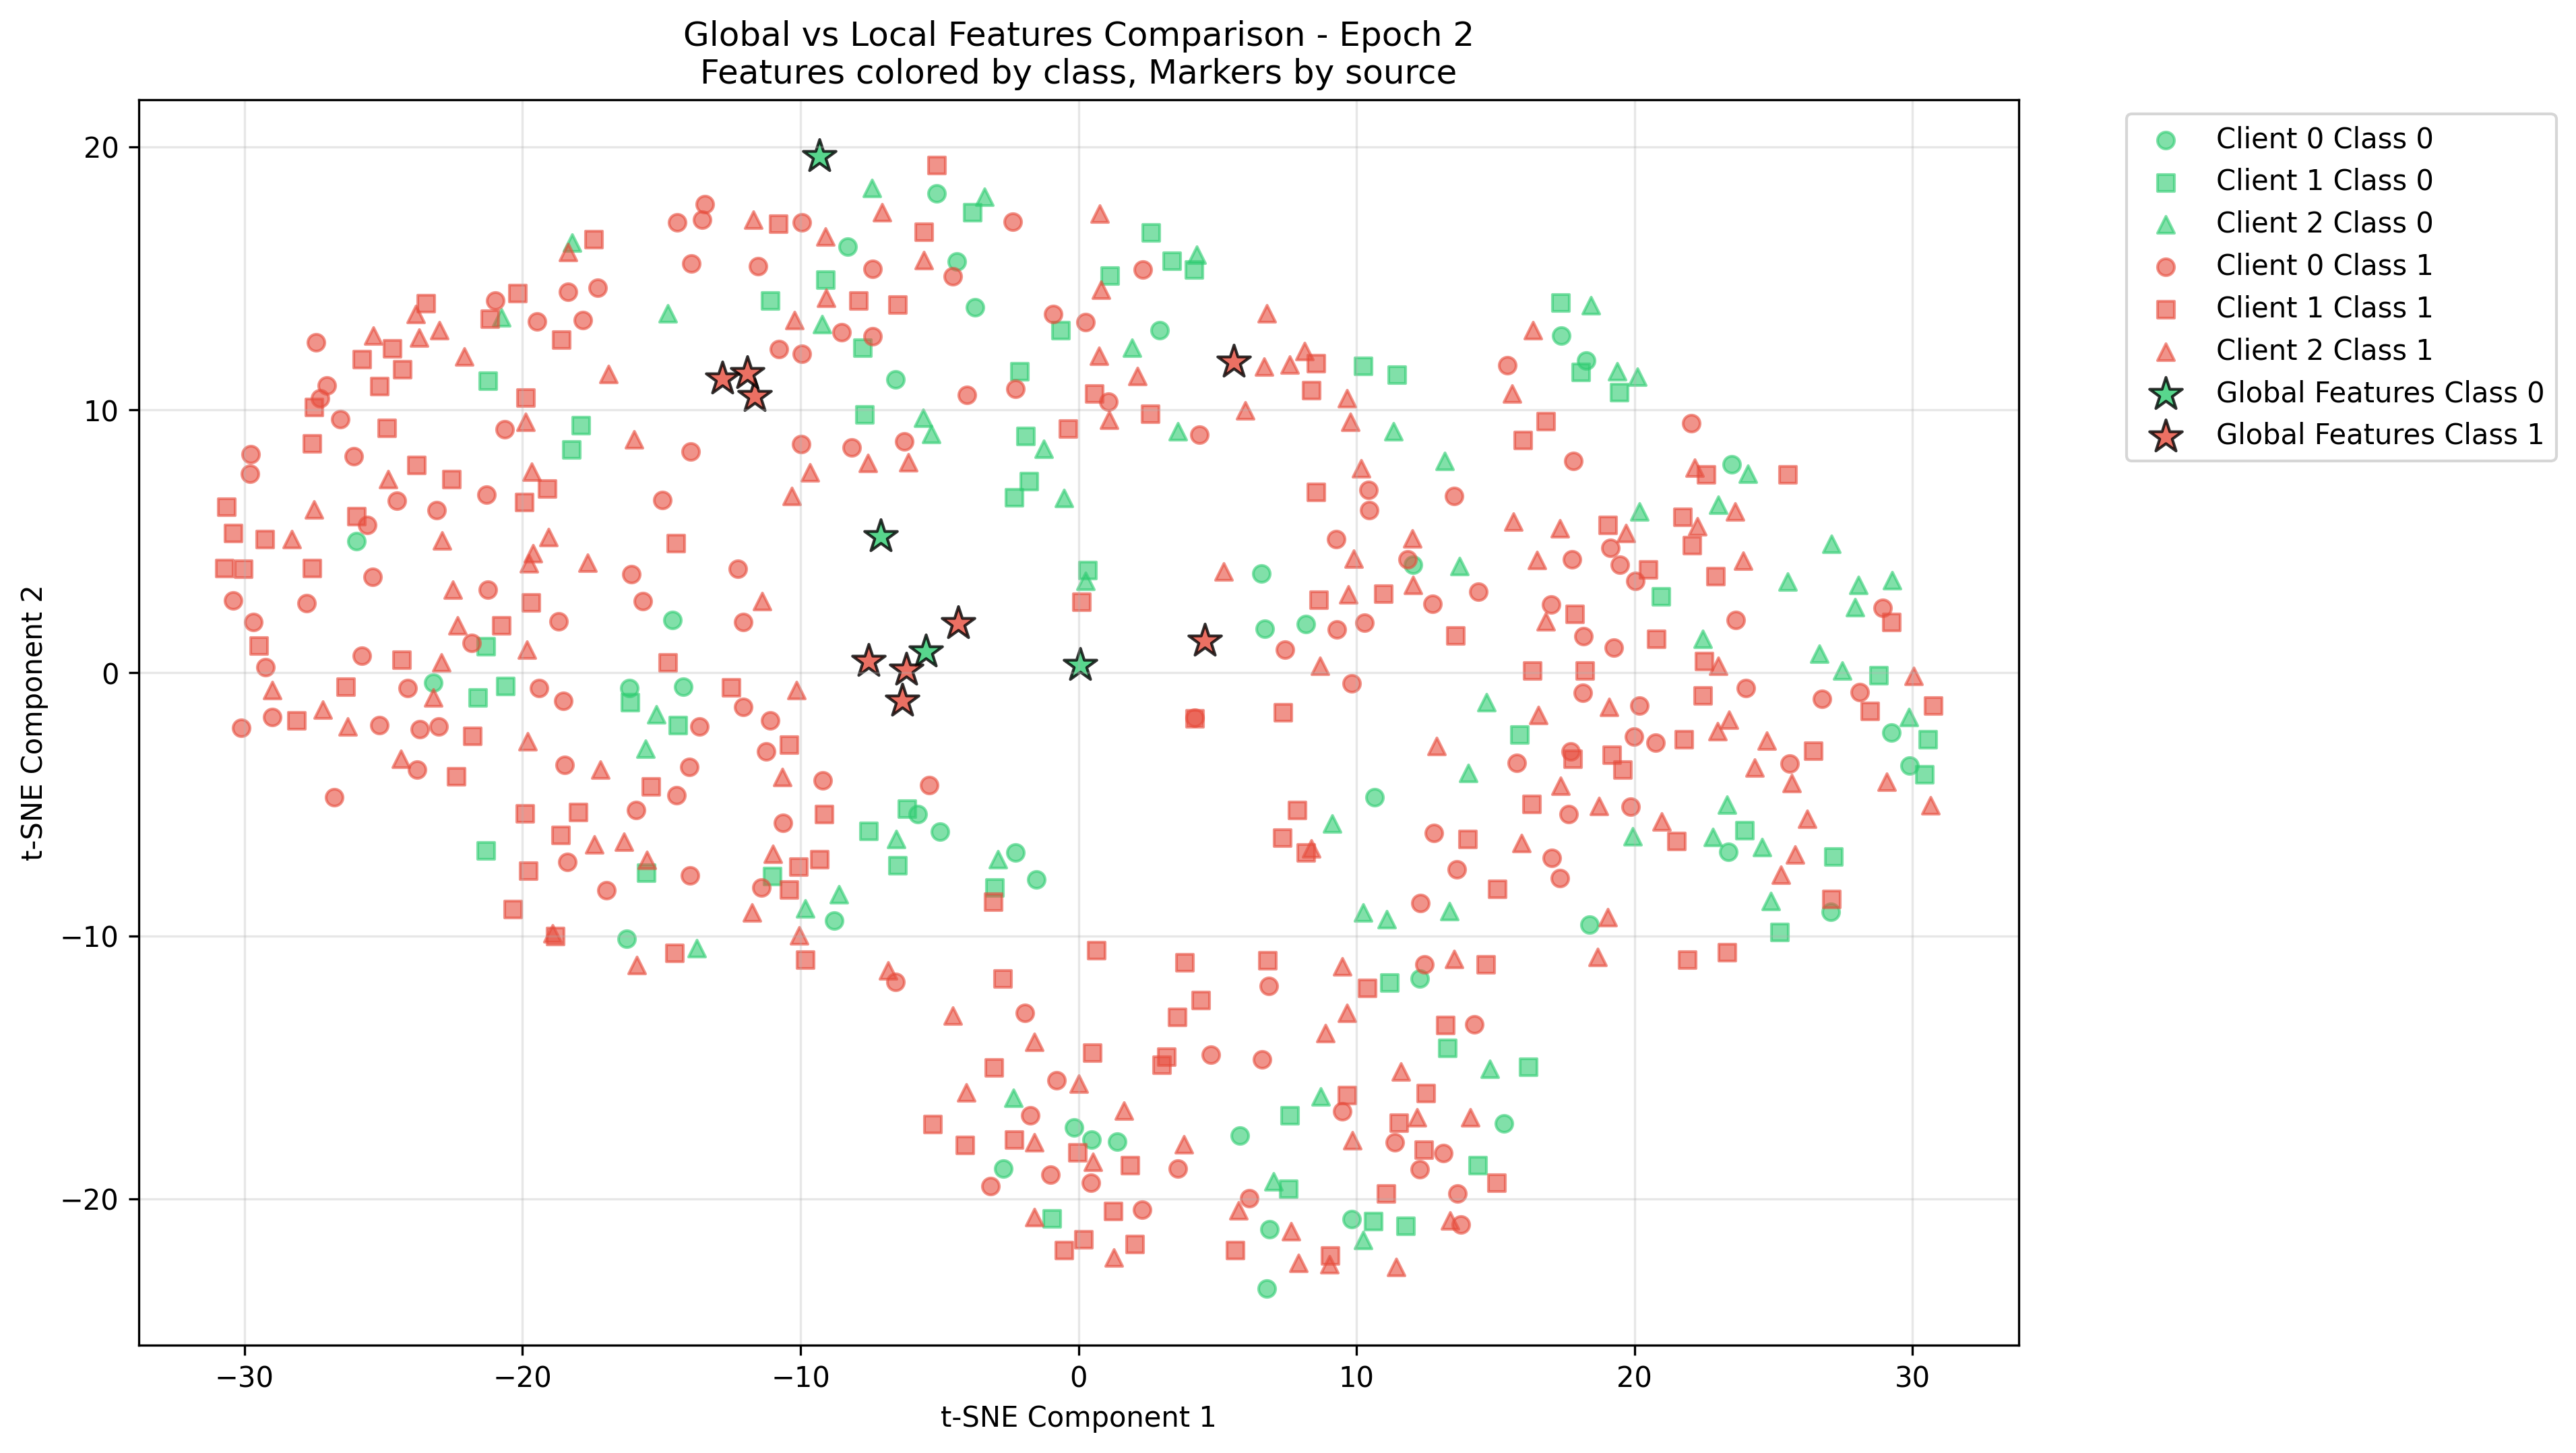 Global vs Local Features Comparison - Epoch 2
Features colored by class, Markers by source
Client 0 Class 0
Client 1 Class 0
Client 2 Class 0
Client 0 Class 1
Client 1 Class 1
Client 2 Class 1
Global Features Class 0
Global Features Class 1
t-SNE Component 2
20
10
0
−10
−20
−30
−20
−10
0
10
20
30
t-SNE Component 1